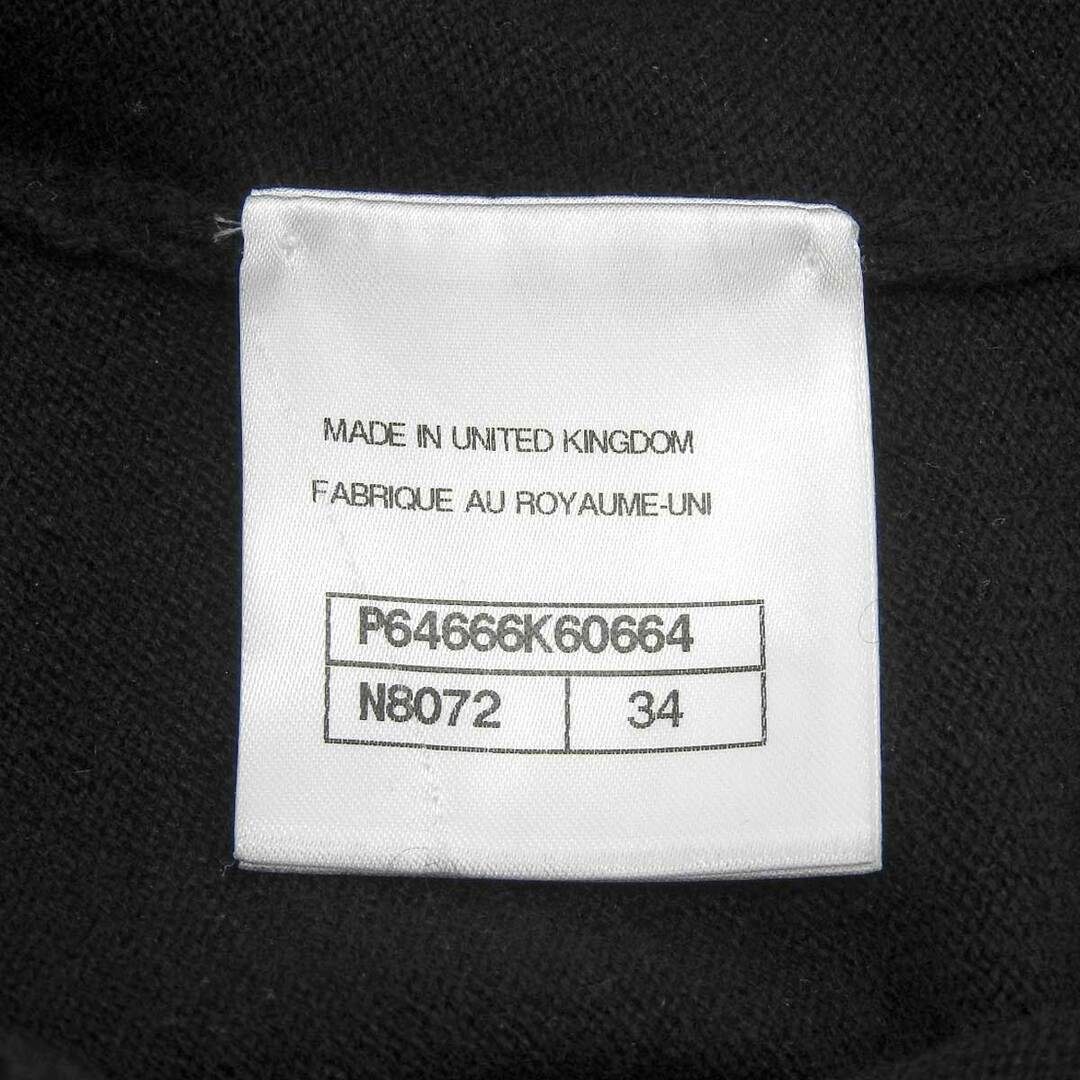 MADE IN UNITED KINGDOM
FABRIQUE AU ROYAUME-UNI
P64666K60664
N8072 34